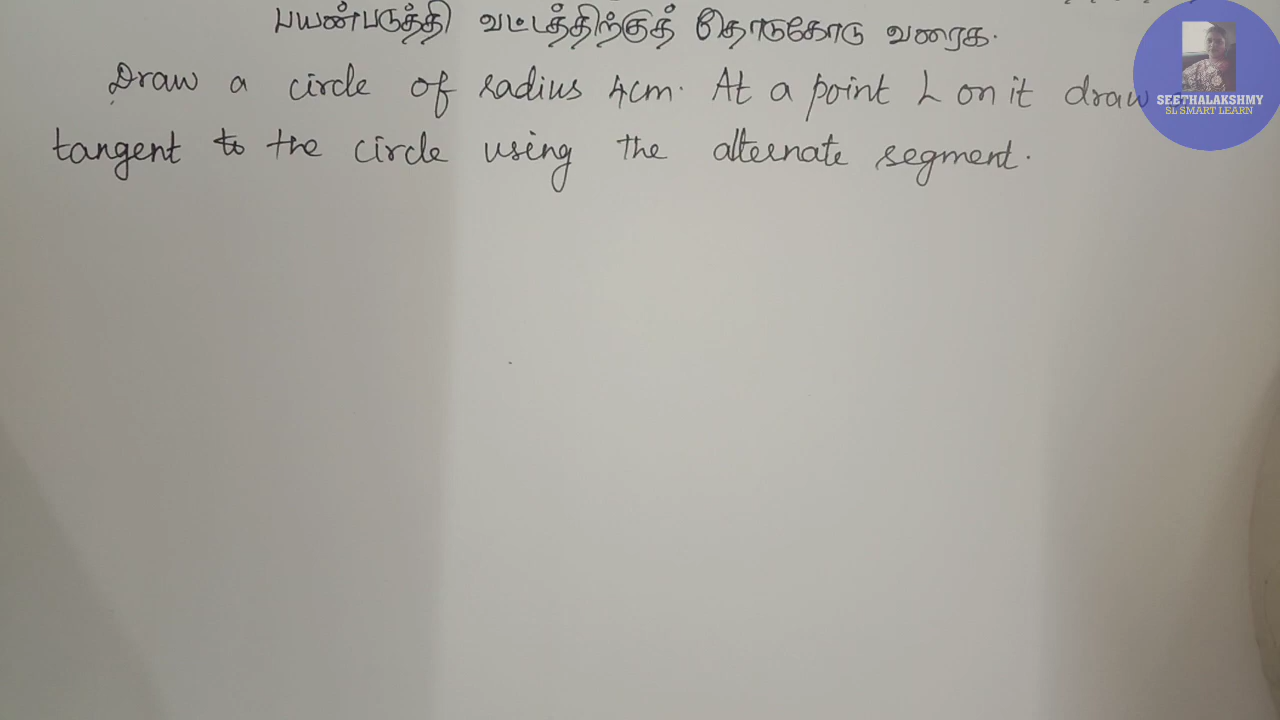 பயன்படுத்தி வட்டத்திற்குத் தொடுகோடு வரைக.
Draw a circle of radius 4cm. At a point L on it draw
tangent to the circle using the alternate segment.
SEETHALAKSHMY
SL SMART LEARN